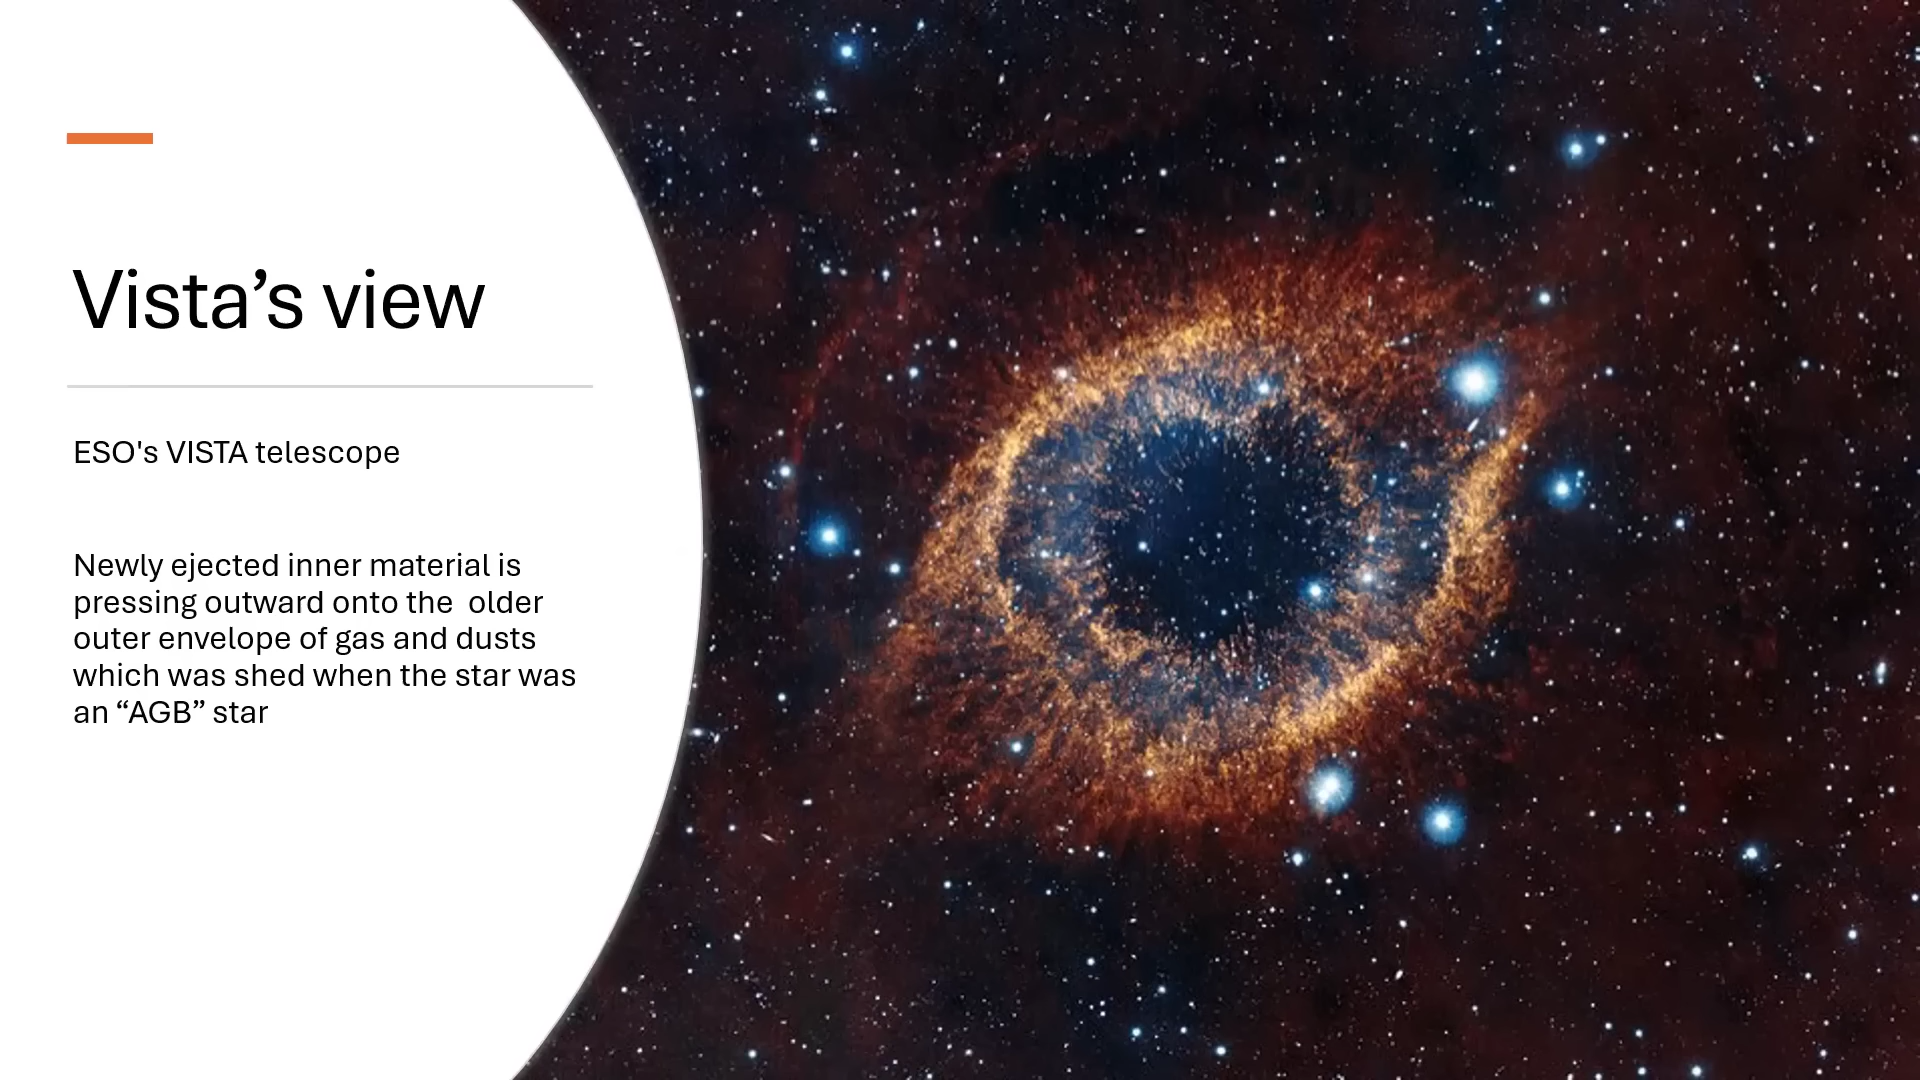 Vista’s view
ESO's VISTA telescope
Newly ejected inner material is
pressing outward onto the  older
outer envelope of gas and dusts
which was shed when the star was
an “AGB” star